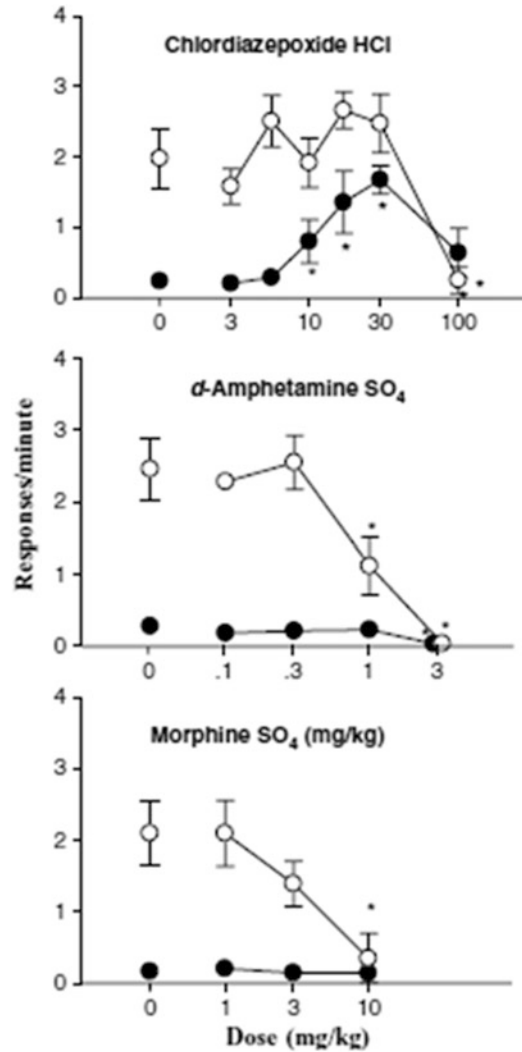 4
Chlordiazepoxide HCl
3
2
1
0
0 3 10 30 100
4
d-Amphetamine SO4
3
2
1
0
0 .1 .3 1 3
Responses/minute
4
Morphine SO4 (mg/kg)
3
2
1
0
0 1 3 10
Dose (mg/kg)